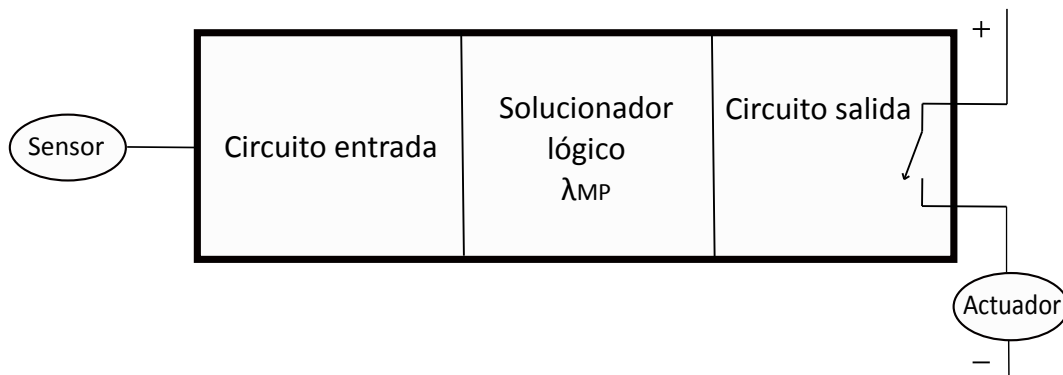 +
Sensor
Circuito entrada
Solucionador
lógico
λMP
Circuito salida
Actuador
−